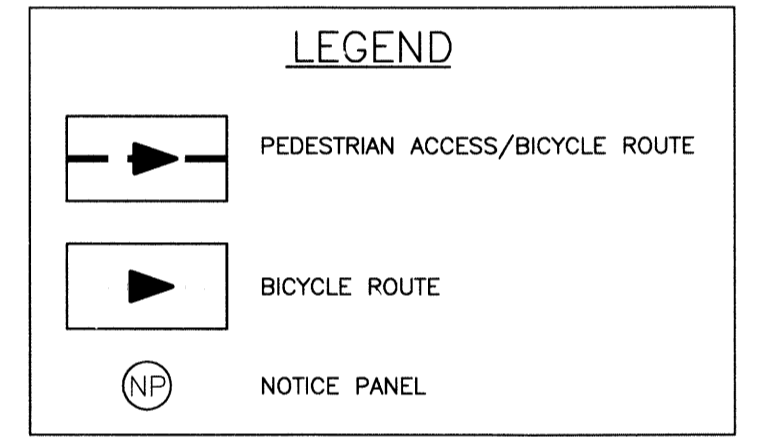 LEGEND
PEDESTRIAN ACCESS/BICYCLE ROUTE
BICYCLE ROUTE
NP NOTICE PANEL